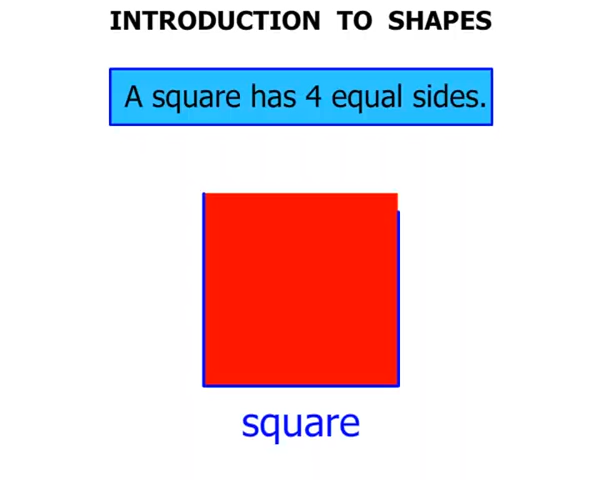 INTRODUCTION TO SHAPES
A square has 4 equal sides.
square